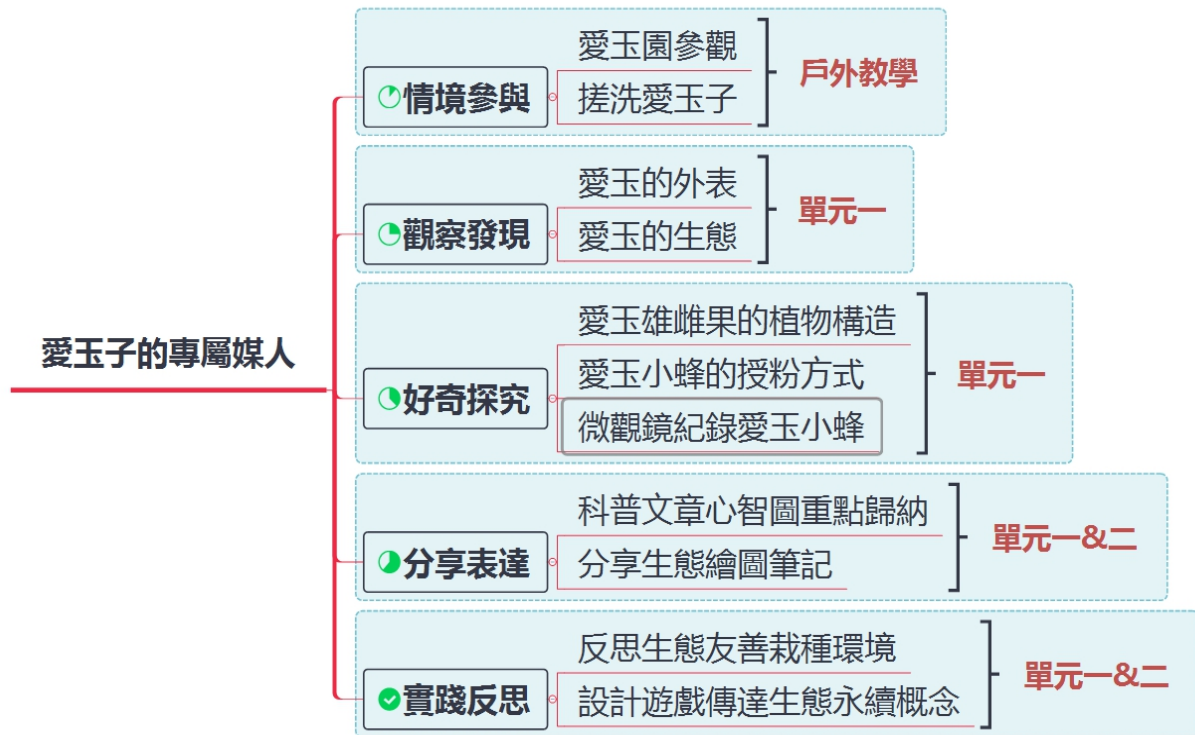 愛玉子的專屬媒人
情境參與
愛玉園參觀
搓洗愛玉子
戶外教學
觀察發現
愛玉的外表
愛玉的生態
單元一
好奇探究
愛玉雄雌果的植物構造
愛玉小蜂的授粉方式
微觀鏡紀錄愛玉小蜂
單元一
分享表達
科普文章心智圖重點歸納
分享生態繪圖筆記
單元一&二
實踐反思
反思生態友善栽種環境
設計遊戲傳達生態永續概念
單元一&二